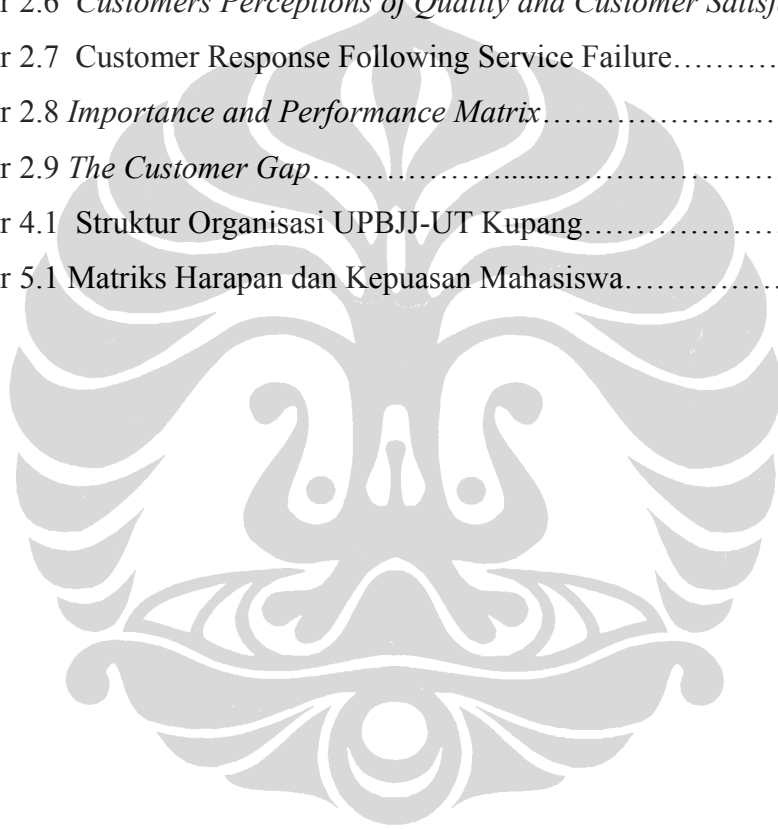 r 2.6 Customers Perceptions of Quality and Customer Satisf
r 2.7 Customer Response Following Service Failure…………
r 2.8 Importance and Performance Matrix……………………
r 2.9 The Customer Gap…………………......……………………
r 4.1 Struktur Organisasi UPBJJ-UT Kupang…………………
r 5.1 Matriks Harapan dan Kepuasan Mahasiswa………………